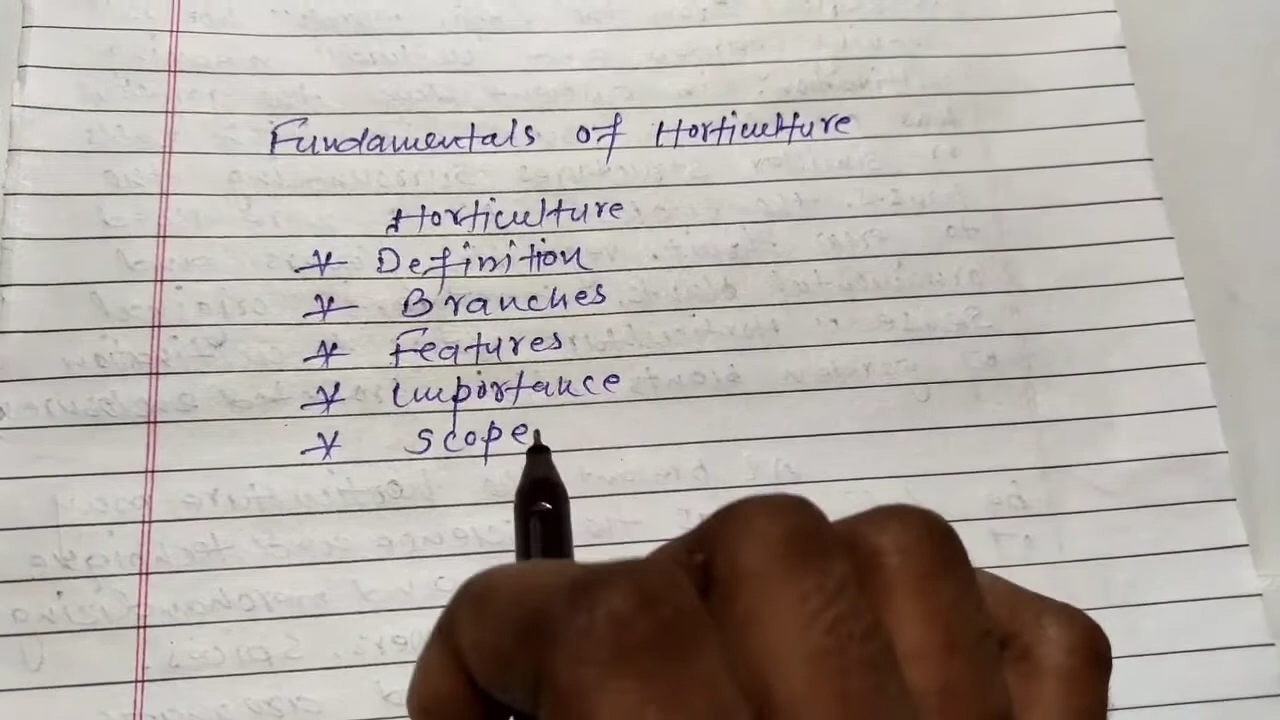 Fundamentals of Horticulture
Horticulture
* Definition
* Branches
* Features
* Importance
* Scope